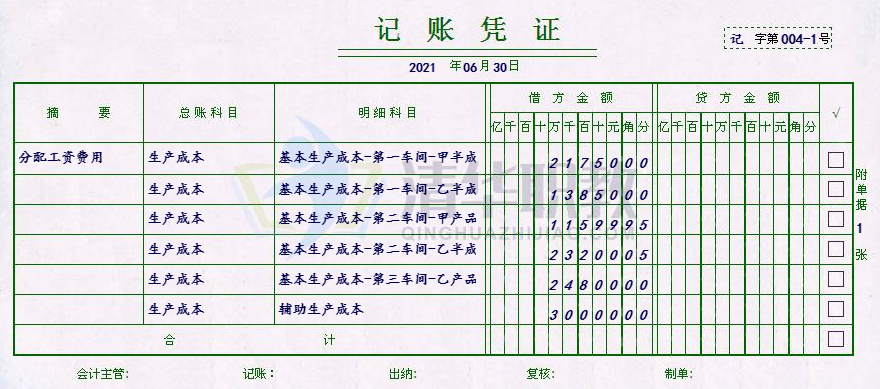 记账凭证
记 字第 004-1 号
2021 年 06 月 30 日
摘要 总账科目 明细科目 借方金额 贷方金额 √
亿千百十万千百十元角分 亿千百十万千百十元角分
分配工资费用 生产成本 基本生产成本-第一车间-甲半成 2175000
生产成本 基本生产成本-第一车间-乙半成 1385000
生产成本 基本生产成本-第二车间-甲产品 1159995
生产成本 基本生产成本-第二车间-乙半成 2320005
生产成本 基本生产成本-第三车间-乙产品 2480000
生产成本 辅助生产成本 3000000
合计
附单据 1 张
会计主管: 记账: 出纳: 复核: 制单:
清华职教
QINGHUAZHIJIAO.COM